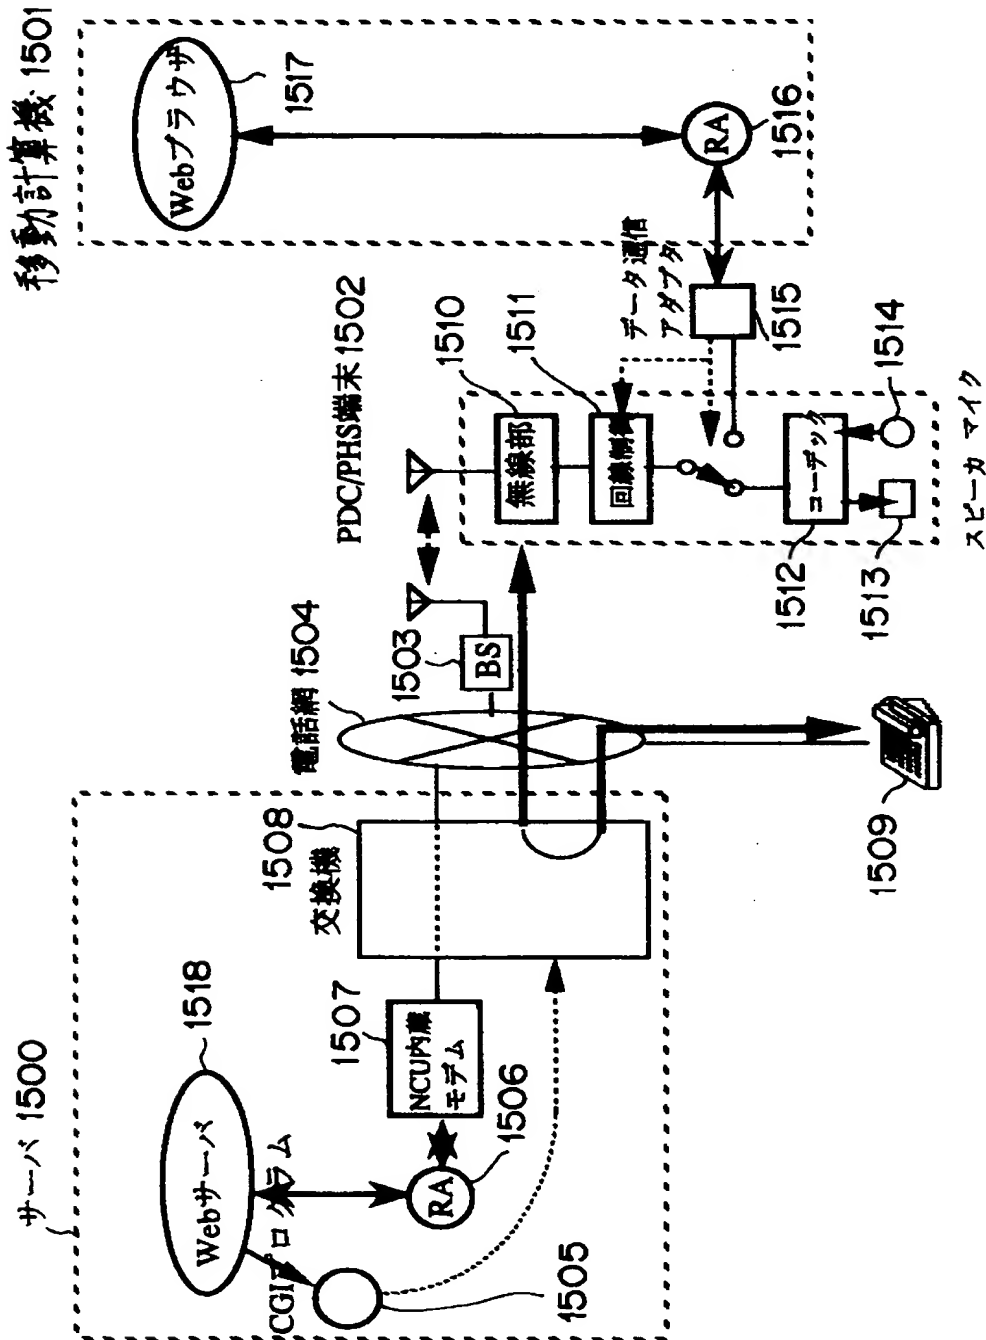 サーバ 1500
Webサーバ
1518
CGIプログラム
1505
RA
1506
NCU内蔵
モデム
1507
交換機
1508
電話網 1504
BS
1503
1509
PDC/PHS端末 1502
無線部
1510
回線制御
1511
コーデック
1512
1513
スピーカ マイク
1514
データ通信
アダプタ
1515
移動計算機 1501
Webブラウザ
1517
RA
1516